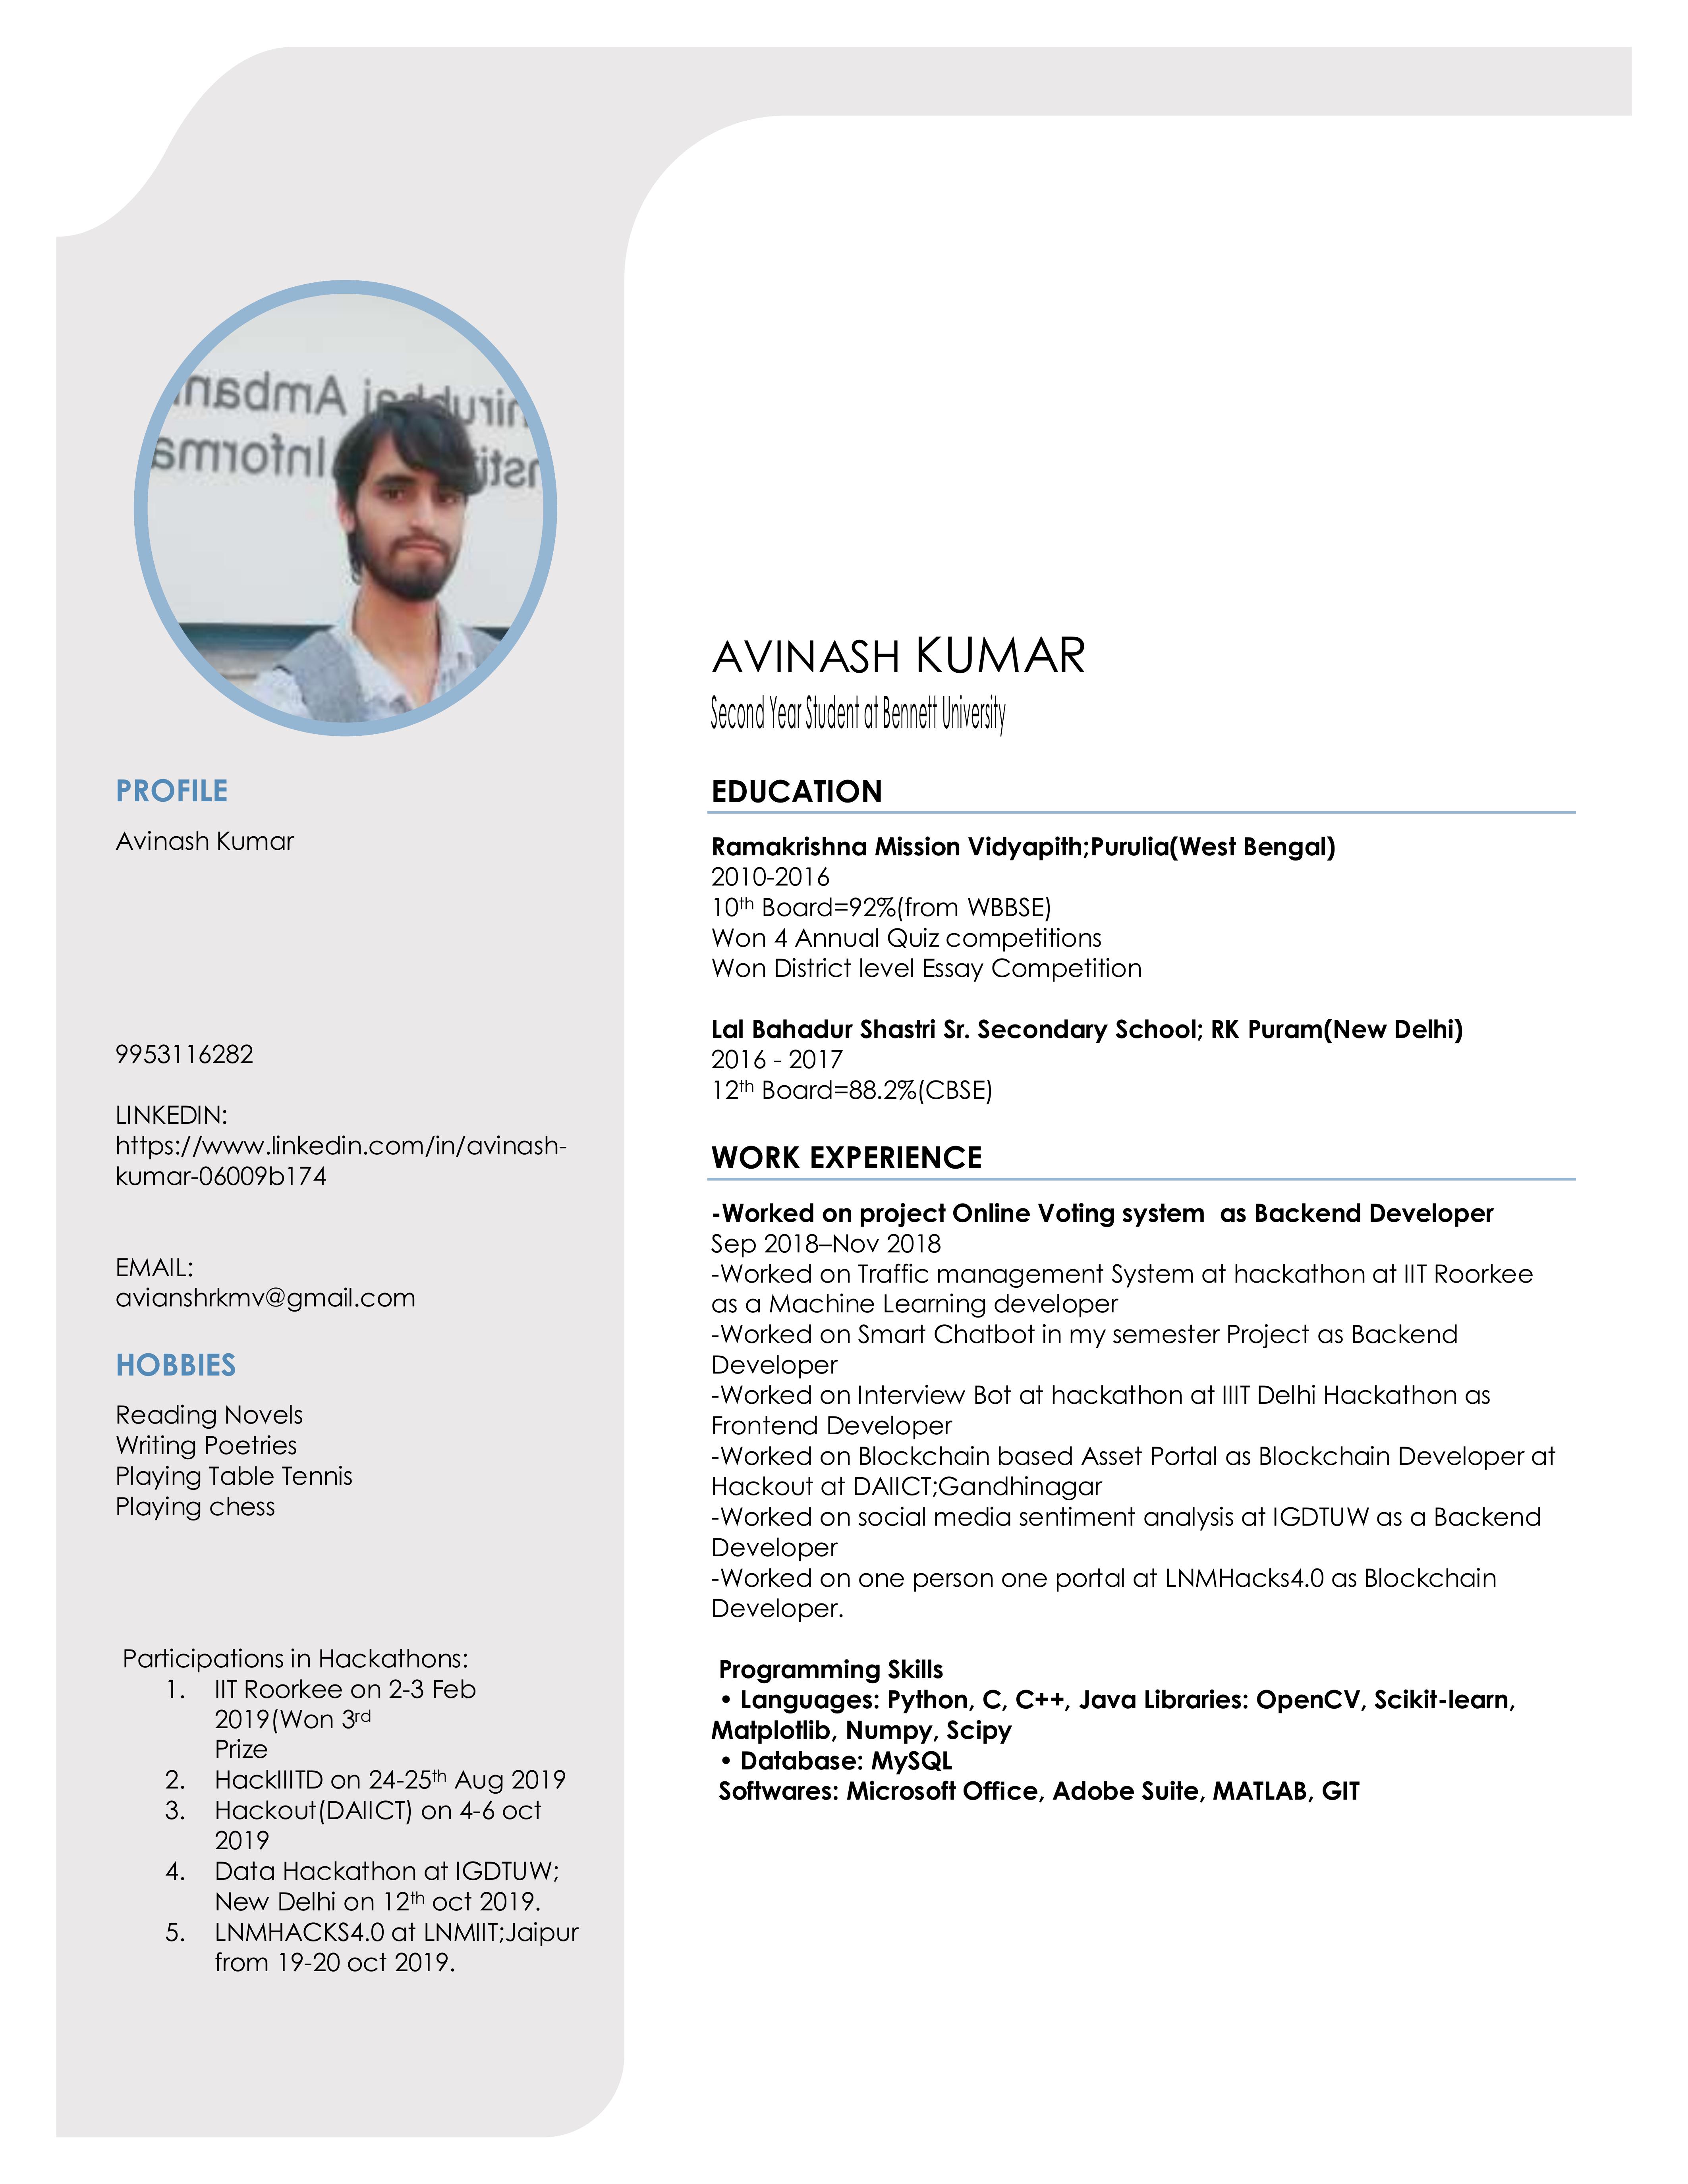 AVINASH KUMAR
Second Year Student at Bennett University
PROFILE
Avinash Kumar
9953116282
LINKEDIN:
https://www.linkedin.com/in/avinash-
kumar-06009b174
EMAIL:
avianshrkmv@gmail.com
HOBBIES
Reading Novels
Writing Poetries
Playing Table Tennis
Playing chess
Participations in Hackathons:
1. IIT Roorkee on 2-3 Feb
2019(Won 3rd
Prize
2. HackIIITD on 24-25th Aug 2019
3. Hackout(DAIICT) on 4-6 oct
2019
4. Data Hackathon at IGDTUW;
New Delhi on 12th oct 2019.
5. LNMHACKS4.0 at LNMIIT;Jaipur
from 19-20 oct 2019.
EDUCATION
Ramakrishna Mission Vidyapith;Purulia(West Bengal)
2010-2016
10th Board=92%(from WBBSE)
Won 4 Annual Quiz competitions
Won District level Essay Competition
Lal Bahadur Shastri Sr. Secondary School; RK Puram(New Delhi)
2016 - 2017
12th Board=88.2%(CBSE)
WORK EXPERIENCE
-Worked on project Online Voting system  as Backend Developer
Sep 2018–Nov 2018
-Worked on Traffic management System at hackathon at IIT Roorkee
as a Machine Learning developer
-Worked on Smart Chatbot in my semester Project as Backend
Developer
-Worked on Interview Bot at hackathon at IIIT Delhi Hackathon as
Frontend Developer
-Worked on Blockchain based Asset Portal as Blockchain Developer at
Hackout at DAIICT;Gandhinagar
-Worked on social media sentiment analysis at IGDTUW as a Backend
Developer
-Worked on one person one portal at LNMHacks4.0 as Blockchain
Developer.
Programming Skills
• Languages: Python, C, C++, Java Libraries: OpenCV, Scikit-learn,
Matplotlib, Numpy, Scipy
• Database: MySQL
Softwares: Microsoft Office, Adobe Suite, MATLAB, GIT